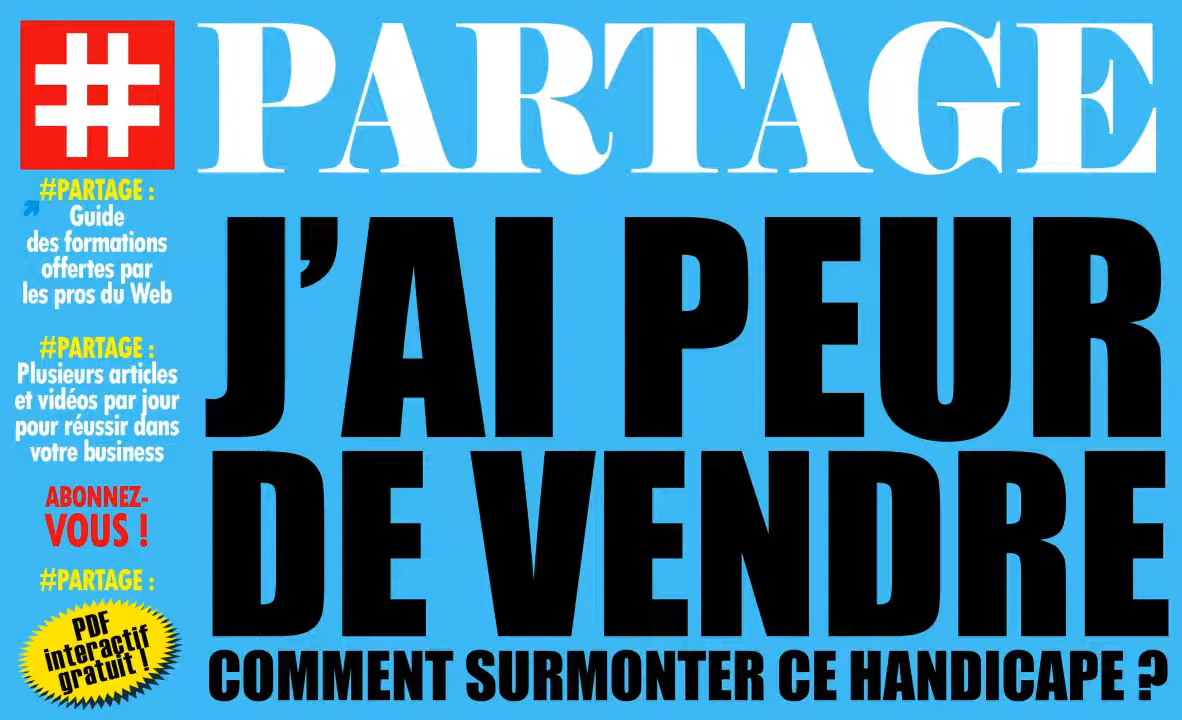 # PARTAGE
#PARTAGE :
Guide
des formations
offertes par
les pros du Web
#PARTAGE :
Plusieurs articles
et vidéos par jour
pour réussir dans
votre business
ABONNEZ-
VOUS !
#PARTAGE :
PDF
interactif
gratuit !
J'AI PEUR
DE VENDRE
COMMENT SURMONTER CE HANDICAPE ?